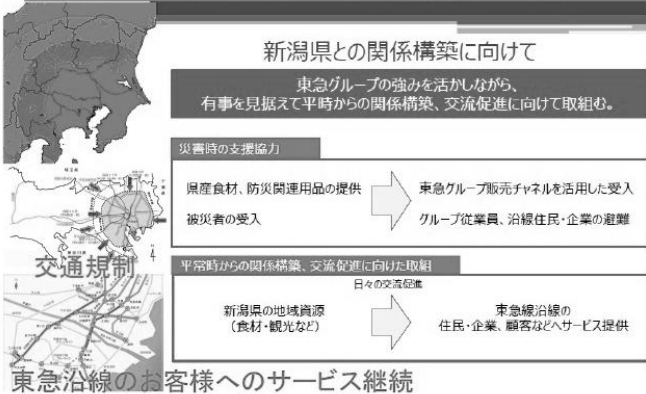 新潟県との関係構築に向けて
東急グループの強みを活かしながら、
有事を見据えて平時からの関係構築、交流促進に向けて取組む。
災害時の支援協力
県産食材、防災関連用品の提供
東急グループ販売チャネルを活用した受入
被災者の受入
グループ従業員、沿線住民・企業の避難
交通規制
平常時からの関係構築、交流促進に向けた取組
日々の交流促進
新潟県の地域資源
（食材・観光など）
東急線沿線の
住民・企業、顧客などへサービス提供
東急沿線のお客様へのサービス継続